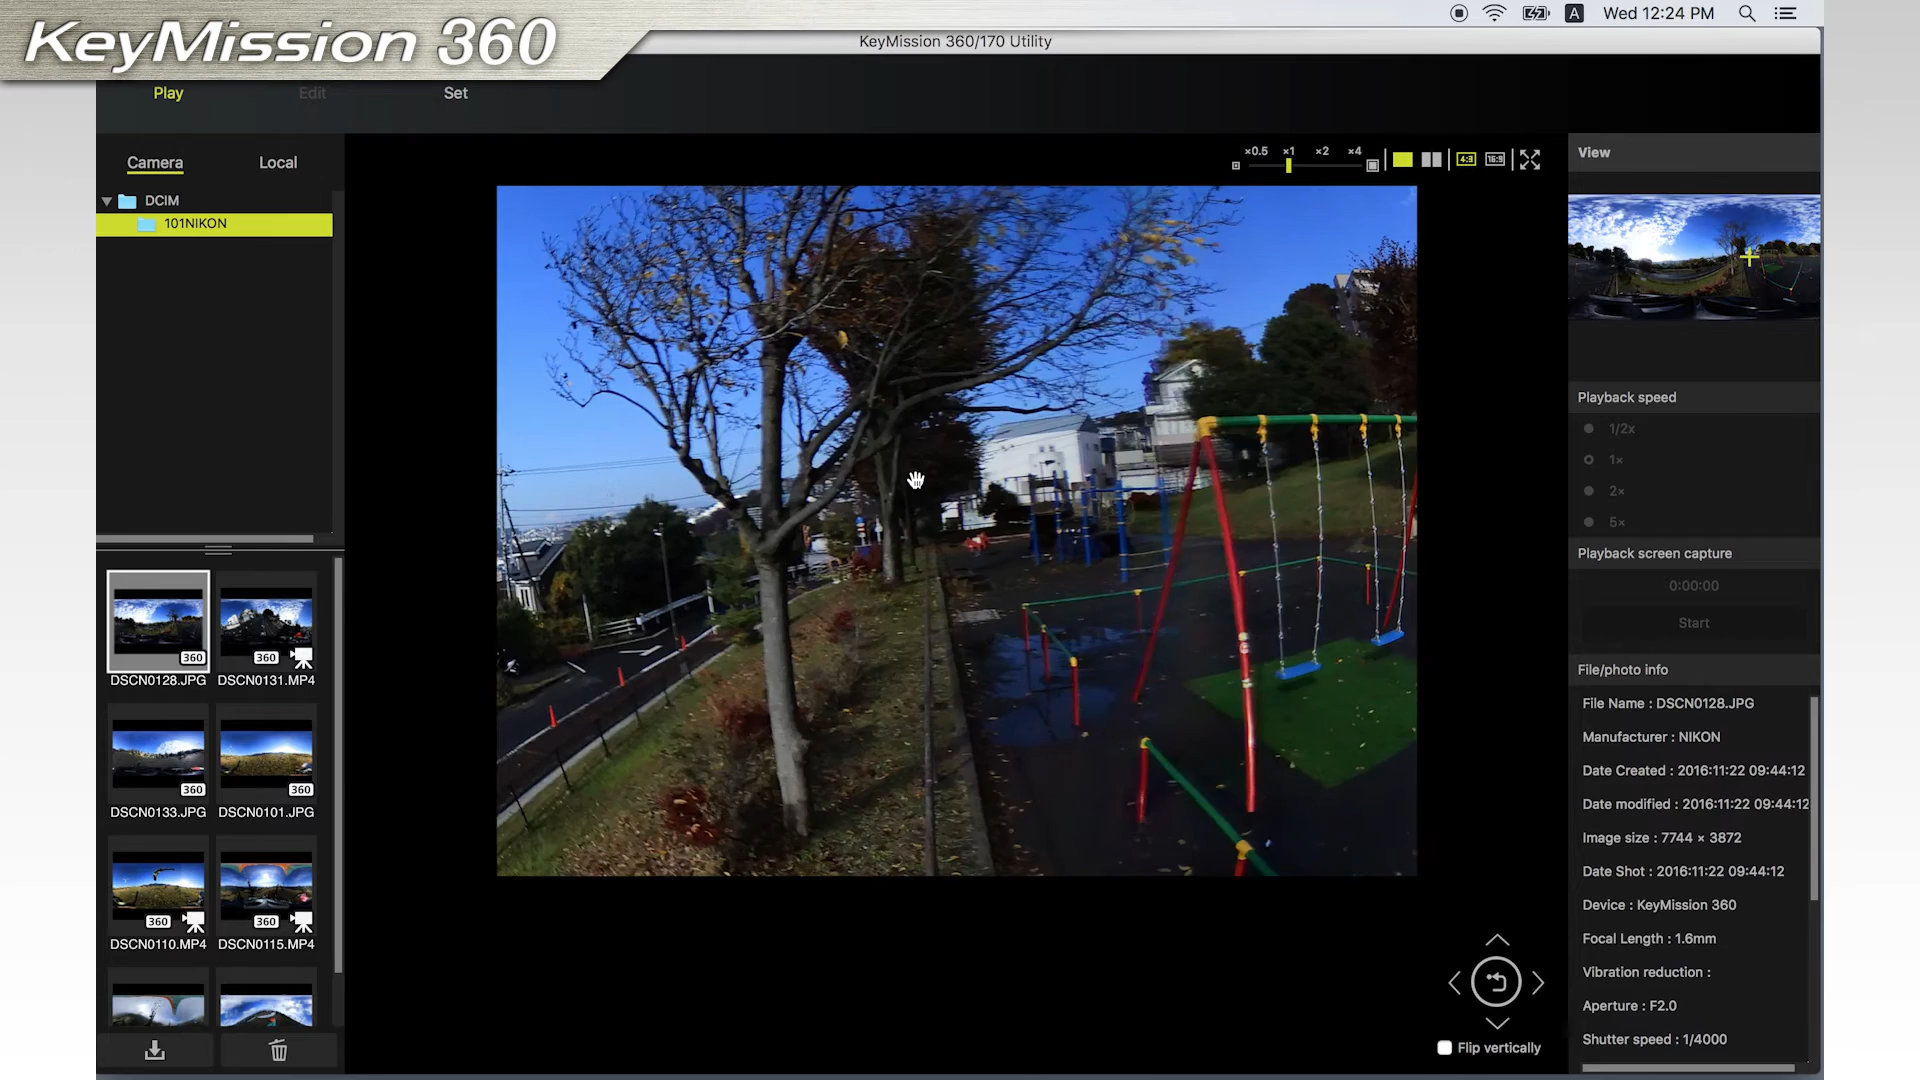 KeyMission 360
A
Wed 12:24 PM
KeyMission 360/170 Utility
Play
Edit
Set
Camera
Local
DCIM
101NIKON
360
DSCN0128.JPG
360
DSCN0131.MP4
360
DSCN0133.JPG
360
DSCN0101.JPG
360
DSCN0110.MP4
360
DSCN0115.MP4
×0.5 ×1 ×2 ×4
4:3
16:9
Flip vertically
View
Playback speed
1/2x
1x
2x
5x
Playback screen capture
0:00:00
Start
File/photo info
File Name : DSCN0128.JPG
Manufacturer : NIKON
Date Created : 2016:11:22 09:44:12
Date modified : 2016:11:22 09:44:12
Image size : 7744 × 3872
Date Shot : 2016:11:22 09:44:12
Device : KeyMission 360
Focal Length : 1.6mm
Vibration reduction :
Aperture : F2.0
Shutter speed : 1/4000